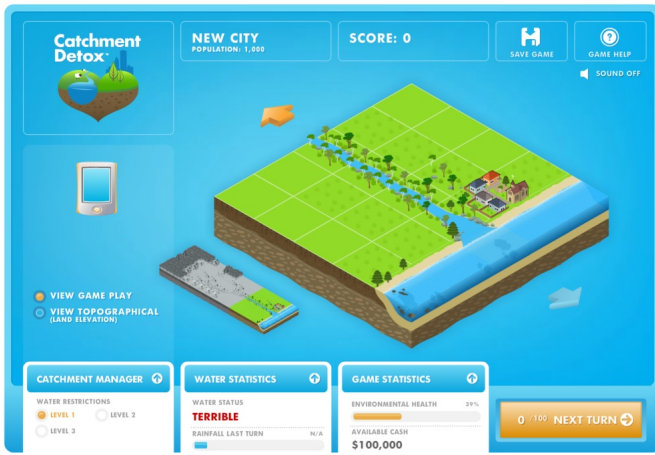 Catchment
Detox
NEW CITY
POPULATION: 1,000
SCORE: 0
SAVE GAME
GAME HELP
SOUND OFF
VIEW GAME PLAY
VIEW TOPOGRAPHICAL
(LAND ELEVATION)
CATCHMENT MANAGER
WATER RESTRICTIONS
LEVEL 1
LEVEL 2
LEVEL 3
WATER STATISTICS
WATER STATUS
TERRIBLE
RAINFALL LAST TURN N/A
GAME STATISTICS
ENVIRONMENTAL HEALTH 39%
AVAILABLE CASH
$100,000
0 /100 NEXT TURN